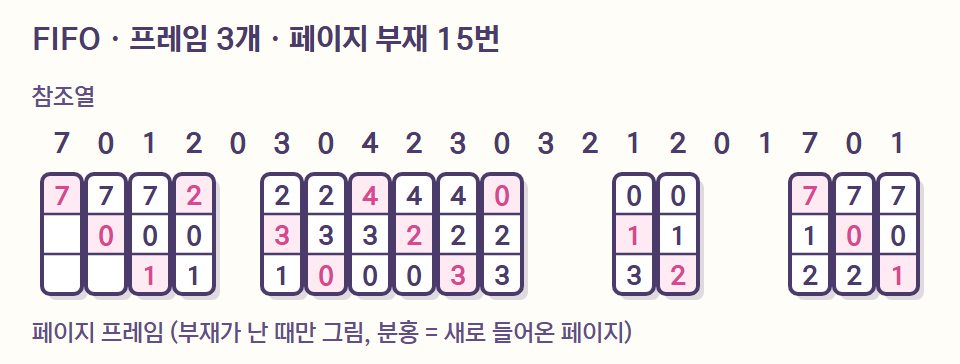 FIFO · 프레임 3개 · 페이지 부재 15번
참조열
7 0 1 2 0 3 0 4 2 3 0 3 2 1 2 0 1 7 0 1
7 7 7 2 2 2 4 4 4 0 0 0 7 7 7
0 0 0 3 3 3 2 2 2 1 1 1 0 0
1 1 1 0 0 0 3 3 3 2 2 2 1
페이지 프레임 (부재가 난 때만 그림, 분홍 = 새로 들어온 페이지)